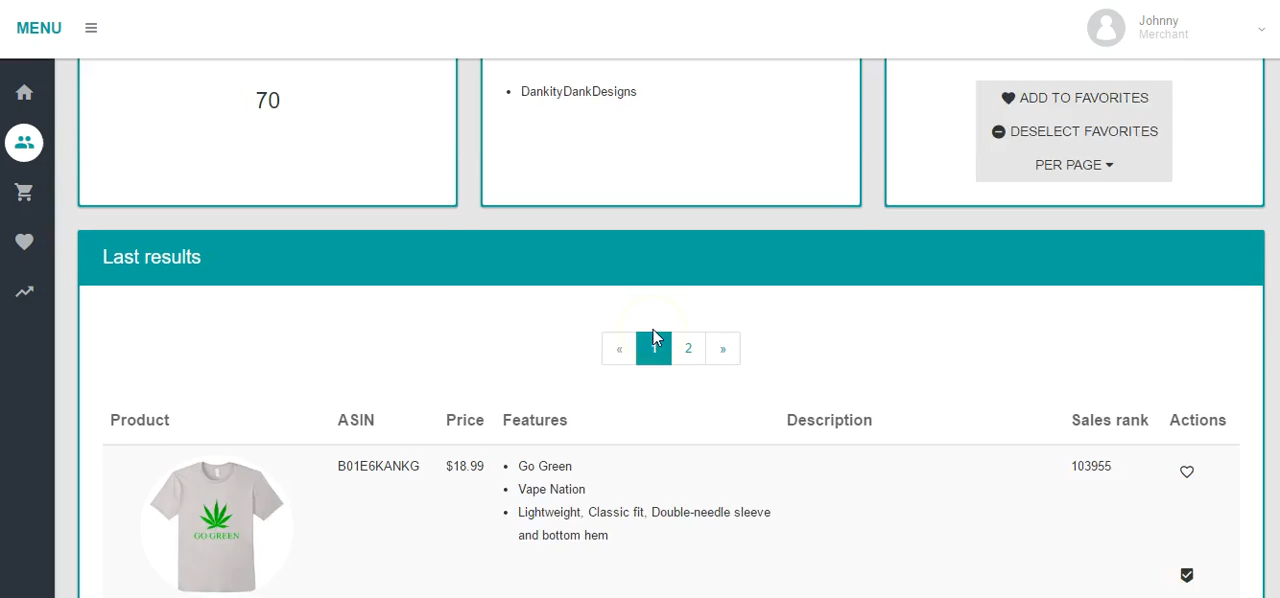 MENU
Johnny
Merchant
70
DankityDankDesigns
ADD TO FAVORITES
DESELECT FAVORITES
PER PAGE
Last results
« 1 2 »
Product ASIN Price Features Description Sales rank Actions
B01E6KANKG $18.99 Go Green 103955
Vape Nation
Lightweight, Classic fit, Double-needle sleeve
and bottom hem
GO GREEN